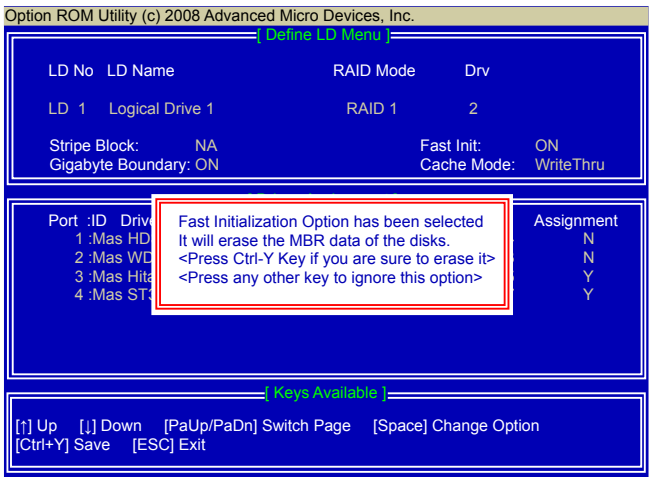 Option ROM Utility (c) 2008 Advanced Micro Devices, Inc.
[ Define LD Menu ]
LD No LD Name RAID Mode Drv
LD 1 Logical Drive 1 RAID 1 2
Stripe Block: NA Fast Init: ON
Gigabyte Boundary: ON Cache Mode: WriteThru
Port :ID Assignment
1 :Mas N
2 :Mas N
3 :Mas Y
4 :Mas Y
Fast Initialization Option has been selected
It will erase the MBR data of the disks.
<Press Ctrl-Y Key if you are sure to erase it>
<Press any other key to ignore this option>
[ Keys Available ]
[↑] Up [↓] Down [PaUp/PaDn] Switch Page [Space] Change Option
[Ctrl+Y] Save [ESC] Exit